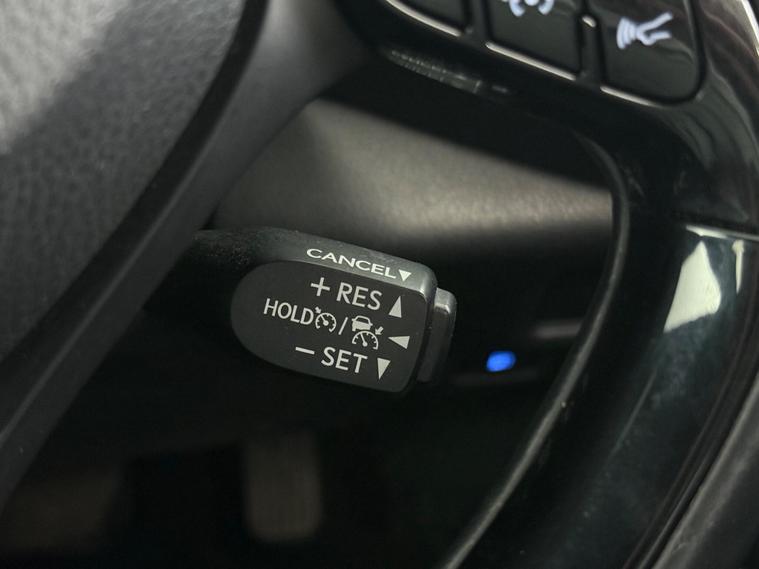 CANCEL▼
+ RES ▲
HOLD /
− SET ▼